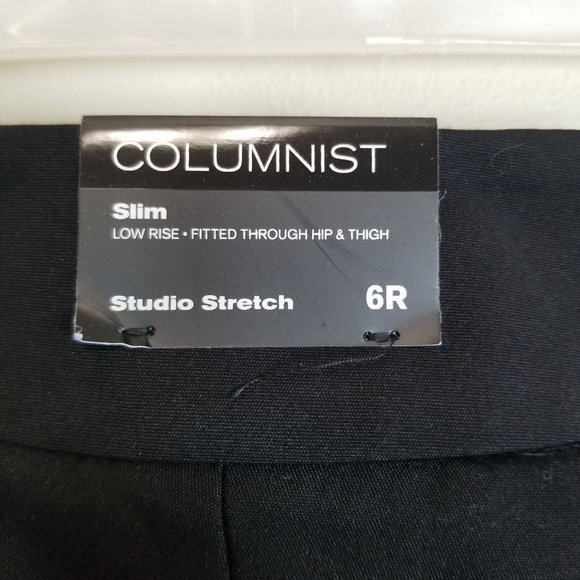 COLUMNIST
Slim
LOW RISE • FITTED THROUGH HIP & THIGH
Studio Stretch 6R